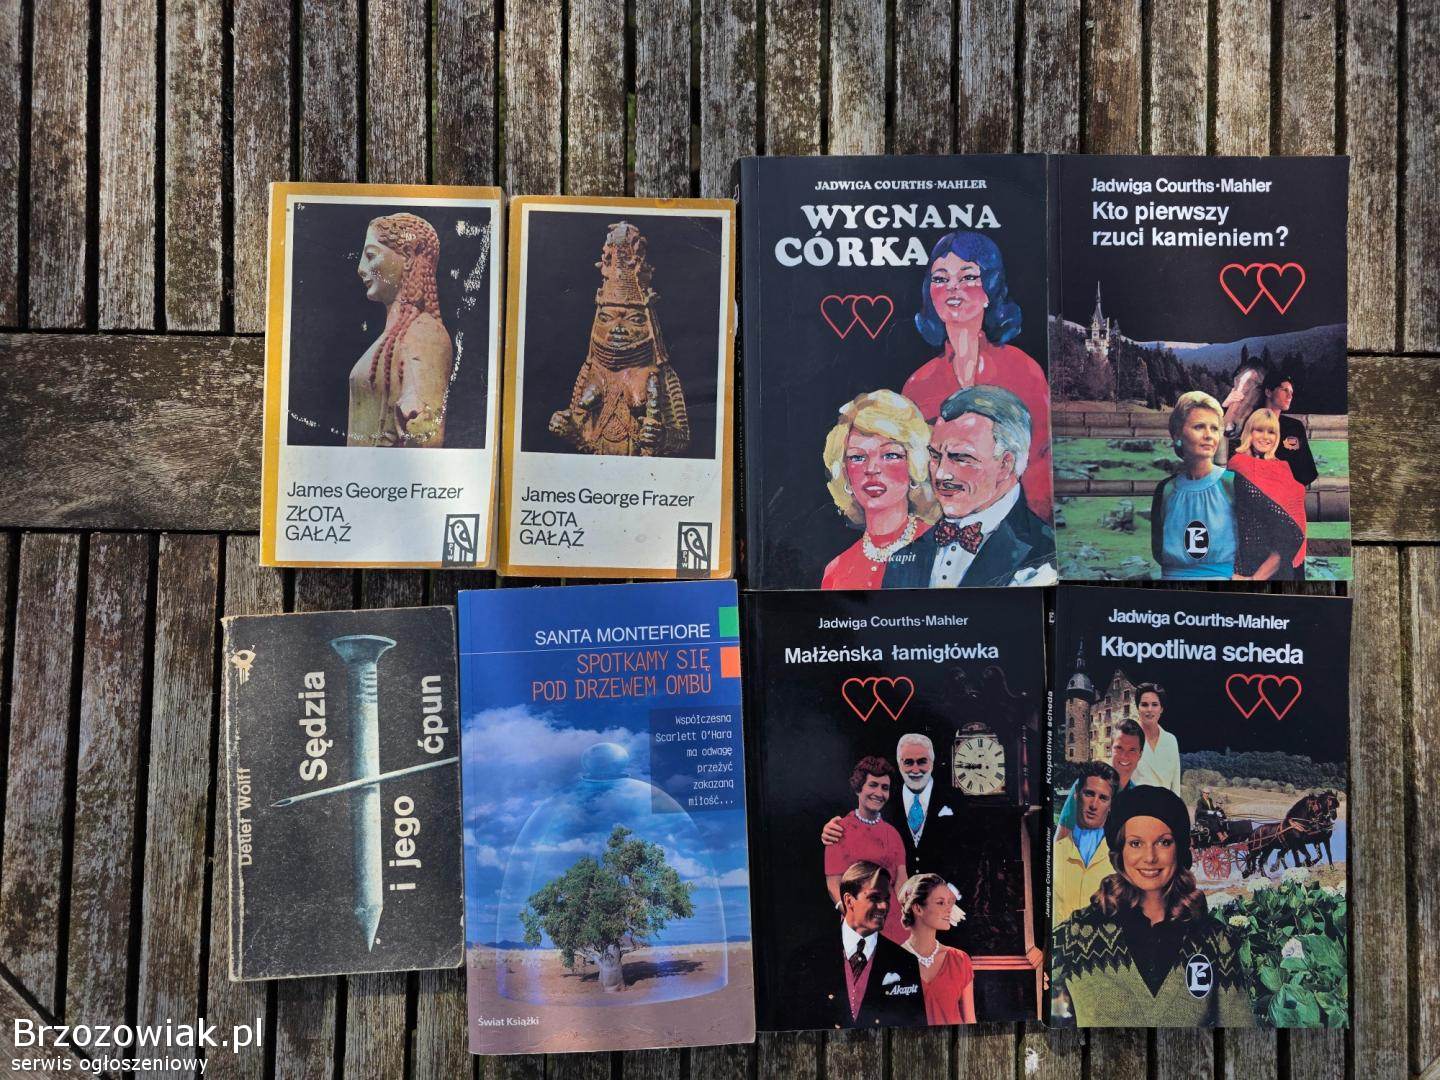 James George Frazer
ZŁOTA
GAŁĄŹ
James George Frazer
ZŁOTA
GAŁĄŹ
JADWIGA COURTHS-MAHLER
WYGNANA
CÓRKA
Akapit
Jadwiga Courths-Mahler
Kto pierwszy
rzuci kamieniem?
Detlef Wolff
Sędzia
i jego ćpun
SANTA MONTEFIORE
SPOTKAMY SIĘ
POD DRZEWEM OMBÚ
Współczesna
Scarlett O'Hara
ma odwagę
przeżyć
zakazaną
miłość...
Świat Książki
Jadwiga Courths-Mahler
Małżeńska łamigłówka
Akapit
Jadwiga Courths-Mahler Kłopotliwa scheda
Jadwiga Courths-Mahler
Kłopotliwa scheda
Brzozowiak.pl
serwis ogłoszeniowy